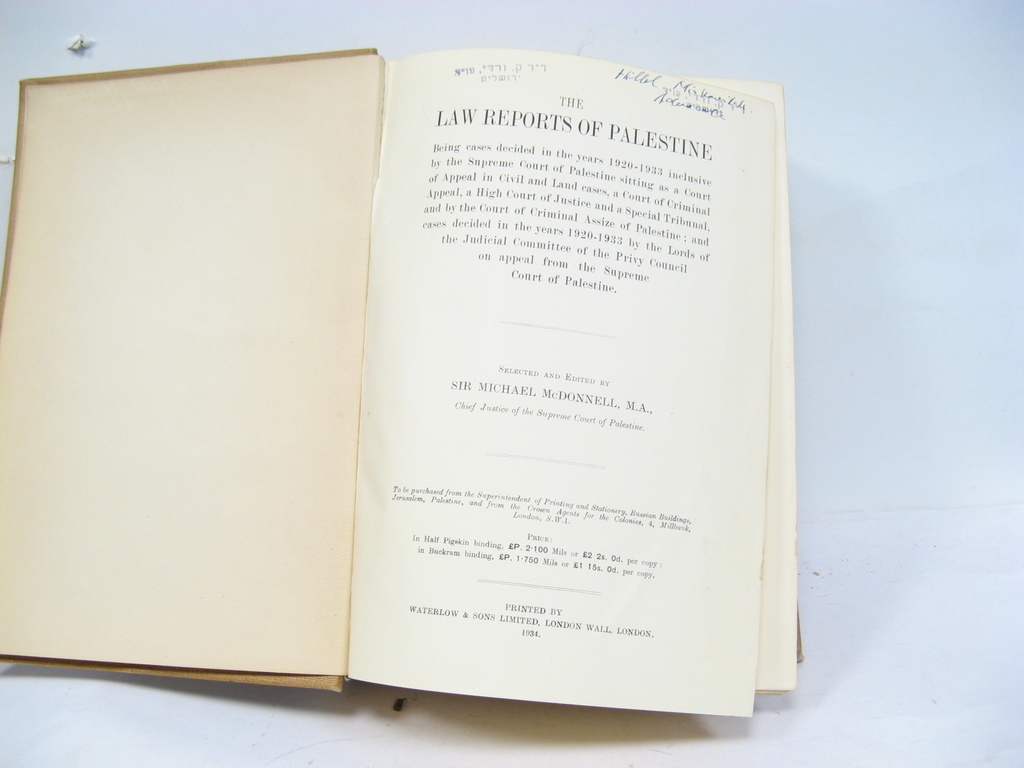 ד״ר ק. ורדי, עו״ד
ירושלים
Hillel
THE
LAW REPORTS OF PALESTINE
Being cases decided in the years 1920-1933 inclusive
by the Supreme Court of Palestine sitting as a Court
of Appeal in Civil and Land cases, a Court of Criminal
Appeal, a High Court of Justice and a Special Tribunal,
and by the Court of Criminal Assize of Palestine; and
cases decided in the years 1920-1933 by the Lords of
the Judicial Committee of the Privy Council
on appeal from the Supreme
Court of Palestine.
SELECTED AND EDITED BY
SIR MICHAEL McDONNELL, M.A.,
Chief Justice of the Supreme Court of Palestine.
To be purchased from the Superintendent of Printing and Stationery, Russian Buildings,
Jerusalem, Palestine, and from the Crown Agents for the Colonies, 4, Millbank,
London, S.W.1.
PRICE:
In Half Pigskin binding, £P. 2·100 Mils or £2 2s. 0d. per copy;
in Buckram binding, £P. 1·750 Mils or £1 15s. 0d. per copy.
PRINTED BY
WATERLOW & SONS LIMITED, LONDON WALL, LONDON.
1934.